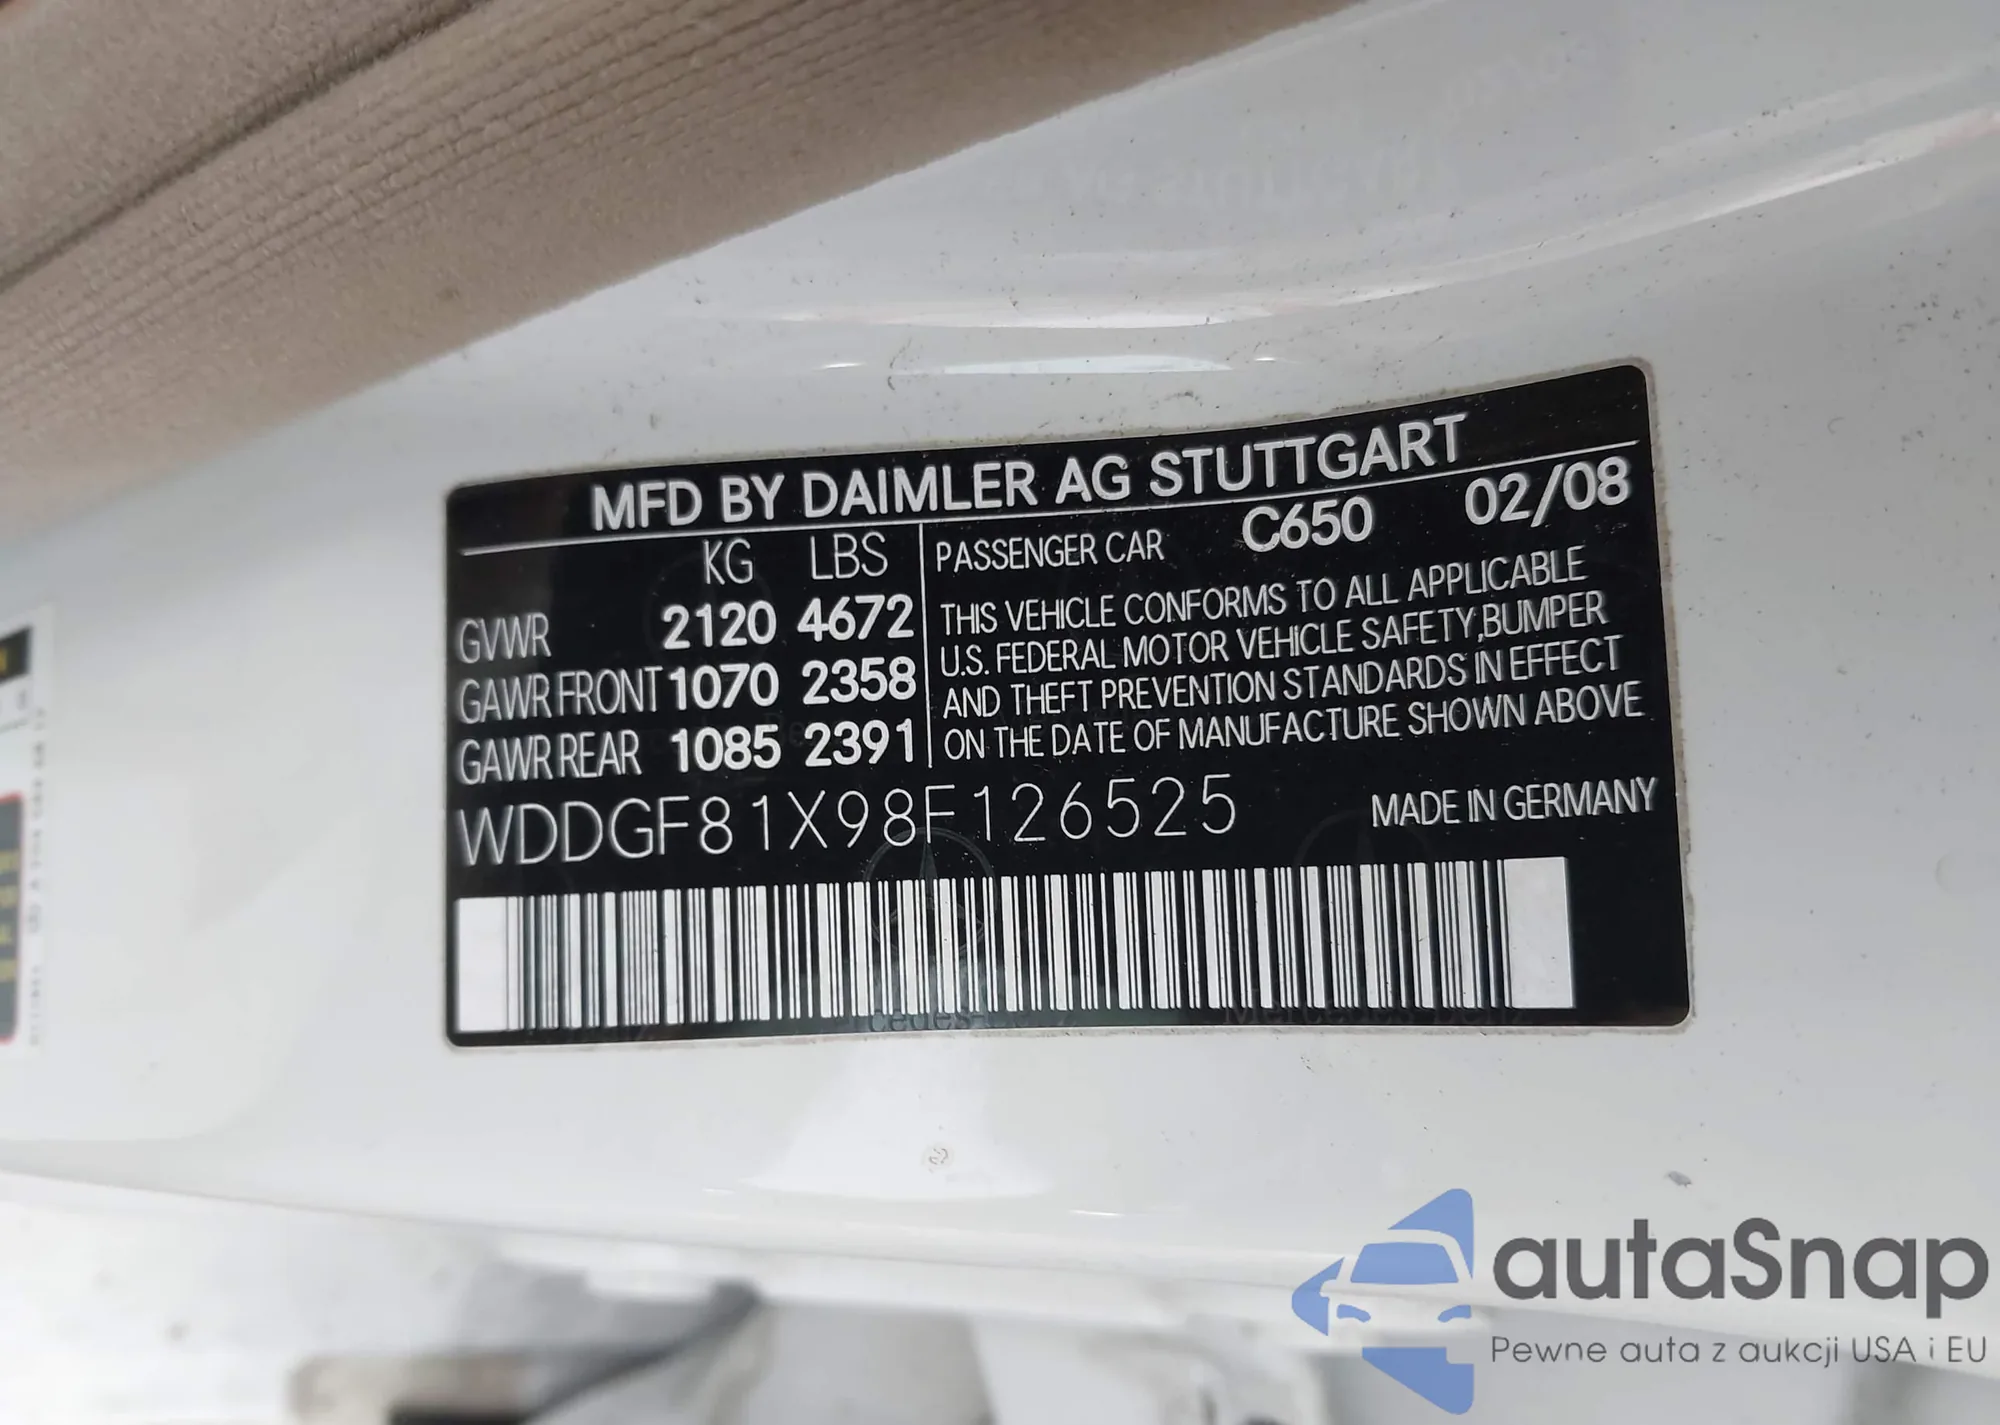 MFD BY DAIMLER AG STUTTGART
KG LBS
GVWR 2120 4672
GAWR FRONT 1070 2358
GAWR REAR 1085 2391
PASSENGER CAR C650 02/08
THIS VEHICLE CONFORMS TO ALL APPLICABLE
U.S. FEDERAL MOTOR VEHICLE SAFETY,BUMPER
AND THEFT PREVENTION STANDARDS IN EFFECT
ON THE DATE OF MANUFACTURE SHOWN ABOVE
WDDGF81X98F126525 MADE IN GERMANY
Mercedes-Benz
autaSnap
Pewne auta z aukcji USA i EU